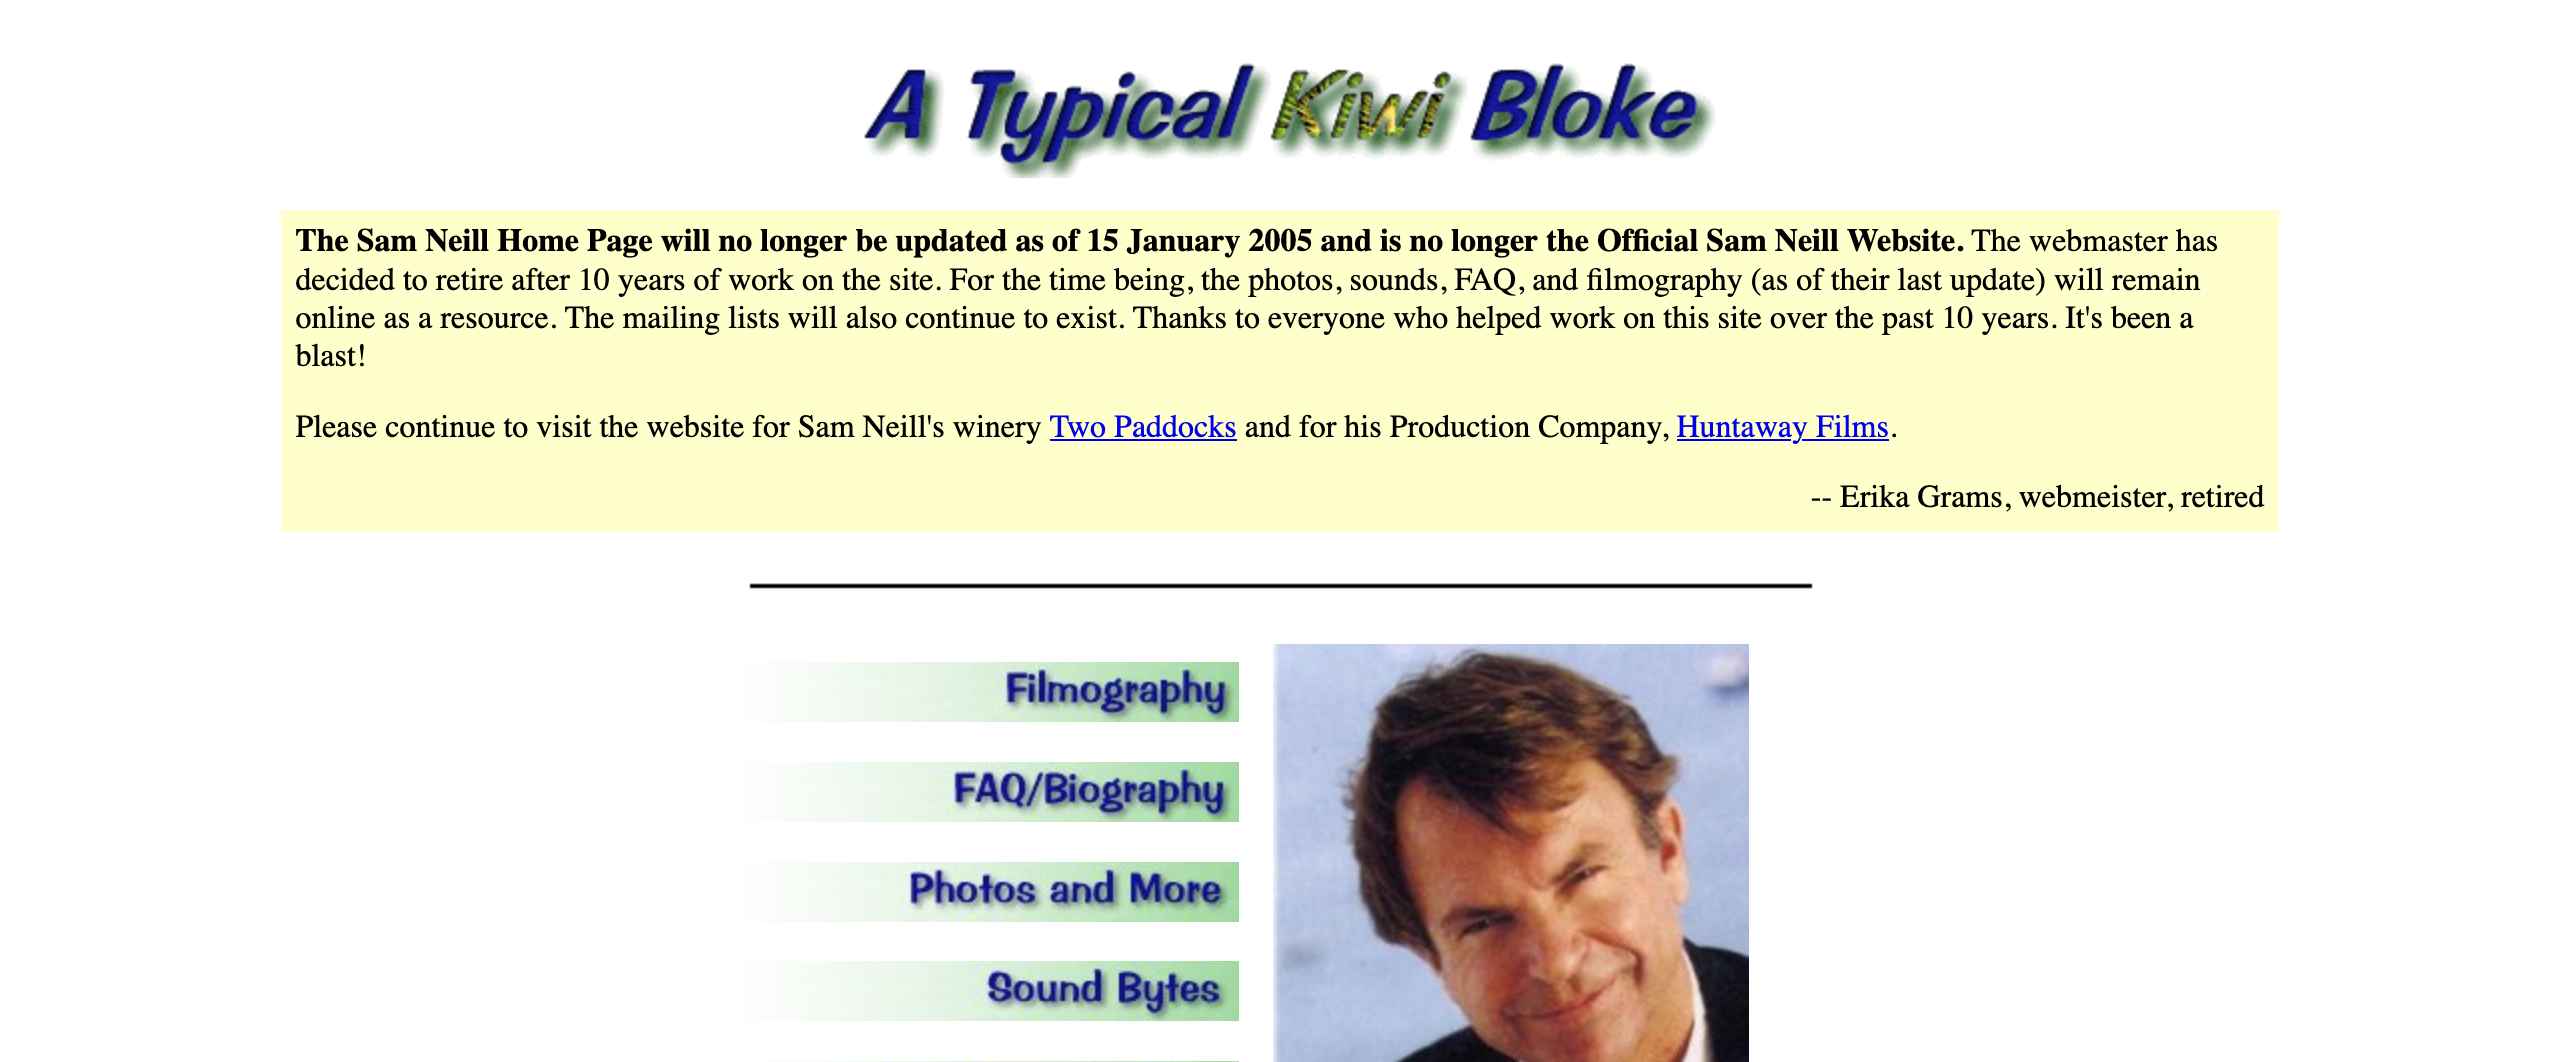 A Typical Kiwi Bloke
The Sam Neill Home Page will no longer be updated as of 15 January 2005 and is no longer the Official Sam Neill Website. The webmaster has
decided to retire after 10 years of work on the site. For the time being, the photos, sounds, FAQ, and filmography (as of their last update) will remain
online as a resource. The mailing lists will also continue to exist. Thanks to everyone who helped work on this site over the past 10 years. It's been a
blast!
Please continue to visit the website for Sam Neill's winery Two Paddocks and for his Production Company, Huntaway Films.
-- Erika Grams, webmeister, retired
Filmography
FAQ/Biography
Photos and More
Sound Bytes